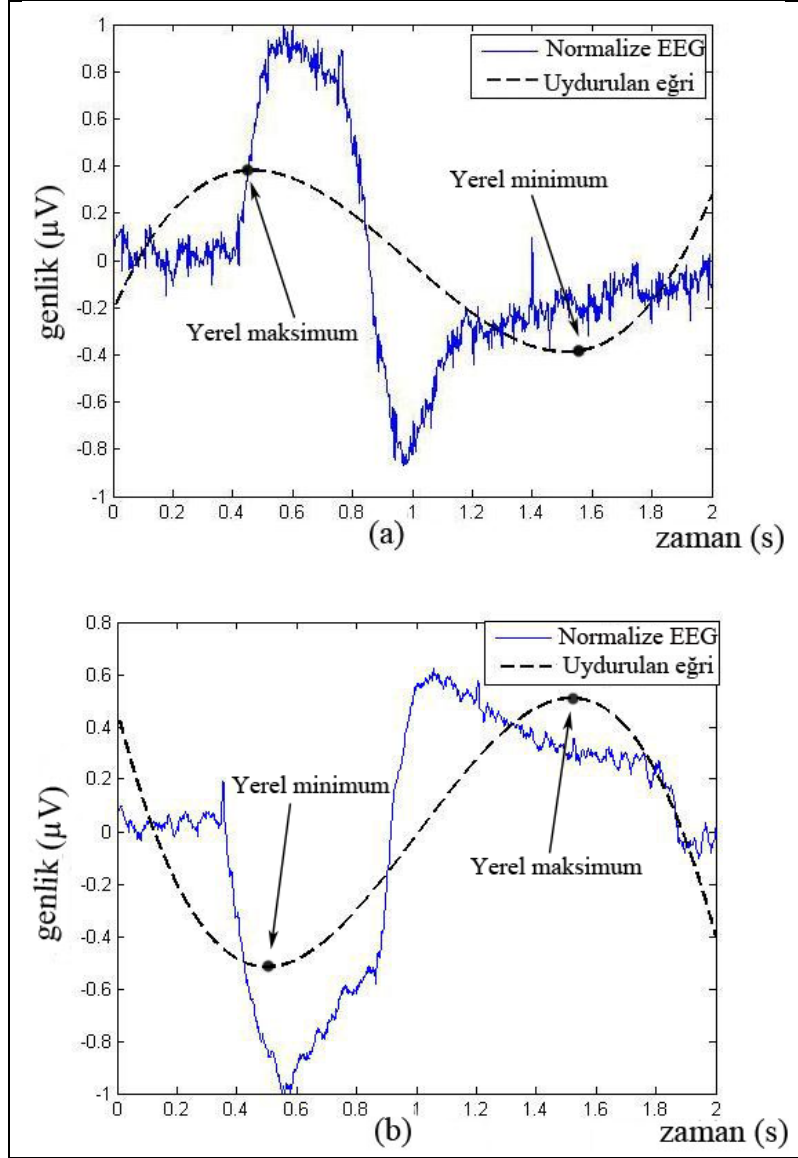 1
0.8
0.6
0.4
0.2
0
-0.2
-0.4
-0.6
-0.8
-1
genlik (µV)
Normalize EEG
Uydurulan eğri
Yerel minimum
Yerel maksimum
0 0.2 0.4 0.6 0.8 1 1.2 1.4 1.6 1.8 2
(a)
zaman (s)
0.8
0.6
0.4
0.2
0
-0.2
-0.4
-0.6
-0.8
-1
genlik (µV)
Normalize EEG
Uydurulan eğri
Yerel minimum
Yerel maksimum
0 0.2 0.4 0.6 0.8 1 1.2 1.4 1.6 1.8 2
(b)
zaman (s)